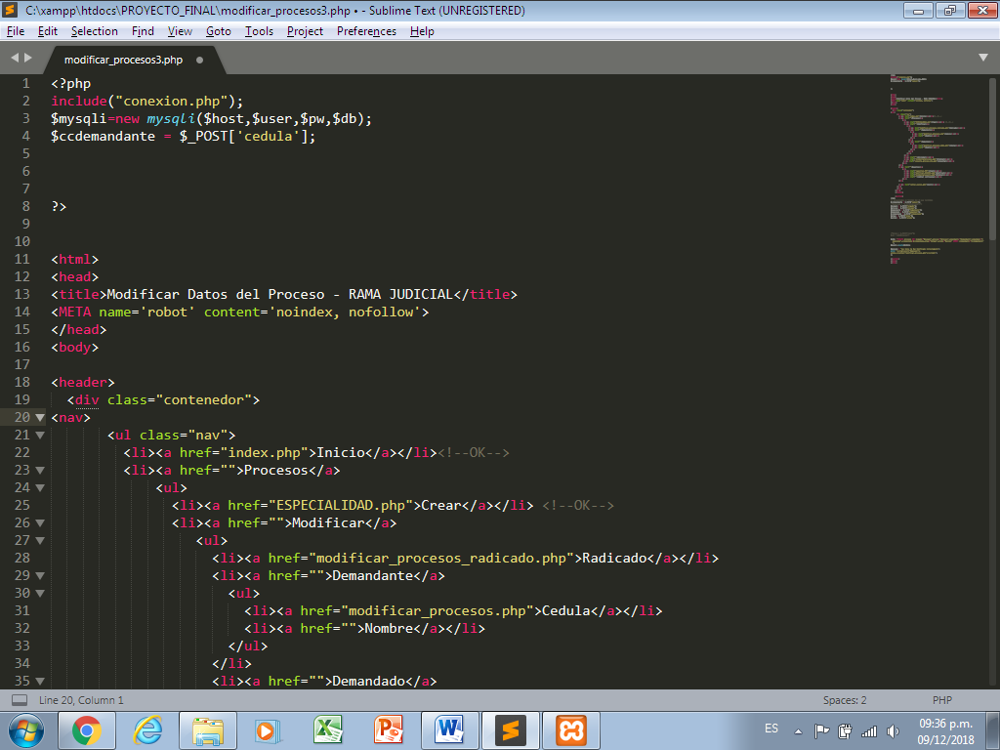 C:\xampp\htdocs\PROYECTO_FINAL\modificar_procesos3.php • - Sublime Text (UNREGISTERED)
File Edit Selection Find View Goto Tools Project Preferences Help
modificar_procesos3.php
1 <?php
2 include("conexion.php");
3 $mysqli=new mysqli($host,$user,$pw,$db);
4 $ccdemandante = $_POST['cedula'];
5
6
7
8 ?>
9
10
11 <html>
12 <head>
13 <title>Modificar Datos del Proceso - RAMA JUDICIAL</title>
14 <META name='robot' content='noindex, nofollow'>
15 </head>
16 <body>
17
18 <header>
19 <div class="contenedor">
20 <nav>
21 <ul class="nav">
22 <li><a href="index.php">Inicio</a></li><!--OK-->
23 <li><a href="">Procesos</a>
24 <ul>
25 <li><a href="ESPECIALIDAD.php">Crear</a></li> <!--OK-->
26 <li><a href="">Modificar</a>
27 <ul>
28 <li><a href="modificar_procesos_radicado.php">Radicado</a></li>
29 <li><a href="">Demandante</a>
30 <ul>
31 <li><a href="modificar_procesos.php">Cedula</a></li>
32 <li><a href="">Nombre</a></li>
33 </ul>
34 </li>
35 <li><a href="">Demandado</a>
Line 20, Column 1 Spaces: 2 PHP
ES 09:36 p.m.
09/12/2018